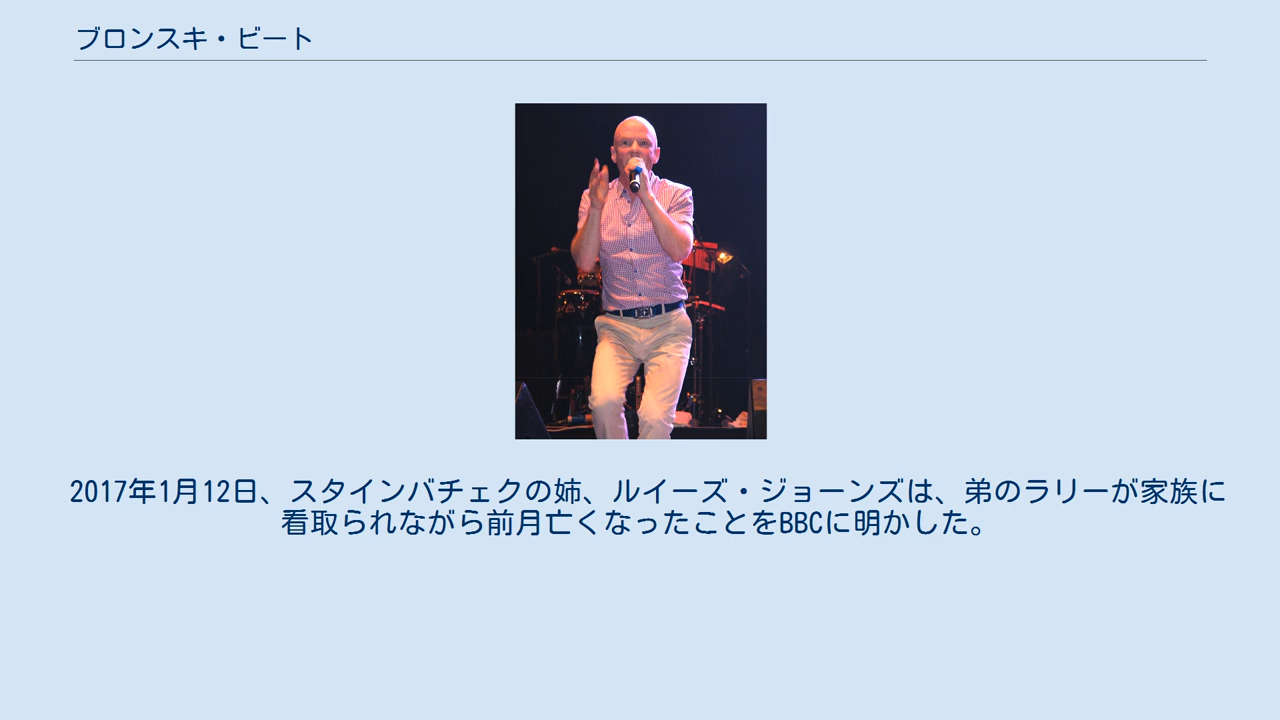 ブロンスキ・ビート
2017年1月12日、スタインバチェクの姉、ルイーズ・ジョーンズは、弟のラリーが家族に
看取られながら前月亡くなったことをBBCに明かした。